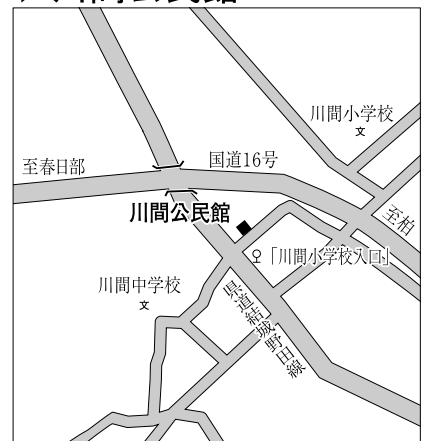 川間小学校
文
国道16号
至春日部
川間公民館
至柏
「川間小学校入口」
川間中学校
文
県道結城野田線